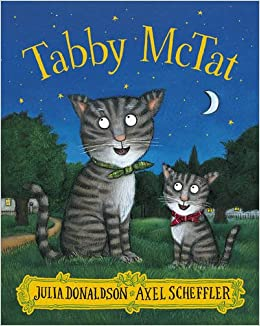 Tabby McTat
JULIA DONALDSON AXEL SCHEFFLER